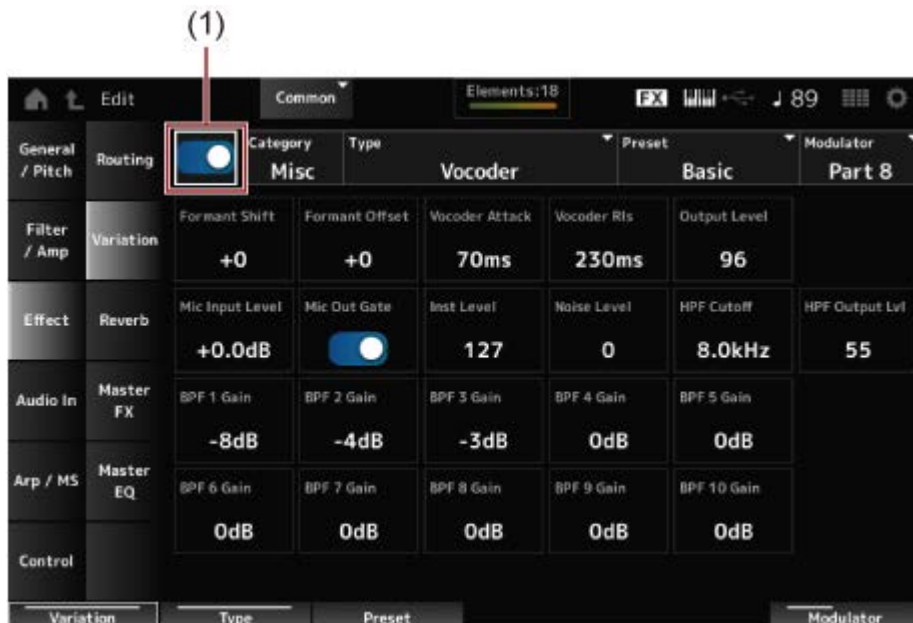 (1)
Edit
Common
Elements:18
FX
♩ 89
General / Pitch
Routing
Category
Misc
Type
Vocoder
Preset
Basic
Modulator
Part 8
Filter / Amp
Variation
Formant Shift
+0
Formant Offset
+0
Vocoder Attack
70ms
Vocoder Rls
230ms
Output Level
96
Effect
Reverb
Mic Input Level
+0.0dB
Mic Out Gate
Inst Level
127
Noise Level
0
HPF Cutoff
8.0kHz
HPF Output Lvl
55
Audio In
Master FX
BPF 1 Gain
-8dB
BPF 2 Gain
-4dB
BPF 3 Gain
-3dB
BPF 4 Gain
0dB
BPF 5 Gain
0dB
Arp / MS
Master EQ
BPF 6 Gain
0dB
BPF 7 Gain
0dB
BPF 8 Gain
0dB
BPF 9 Gain
0dB
BPF 10 Gain
0dB
Control
Variation
Type
Preset
Modulator